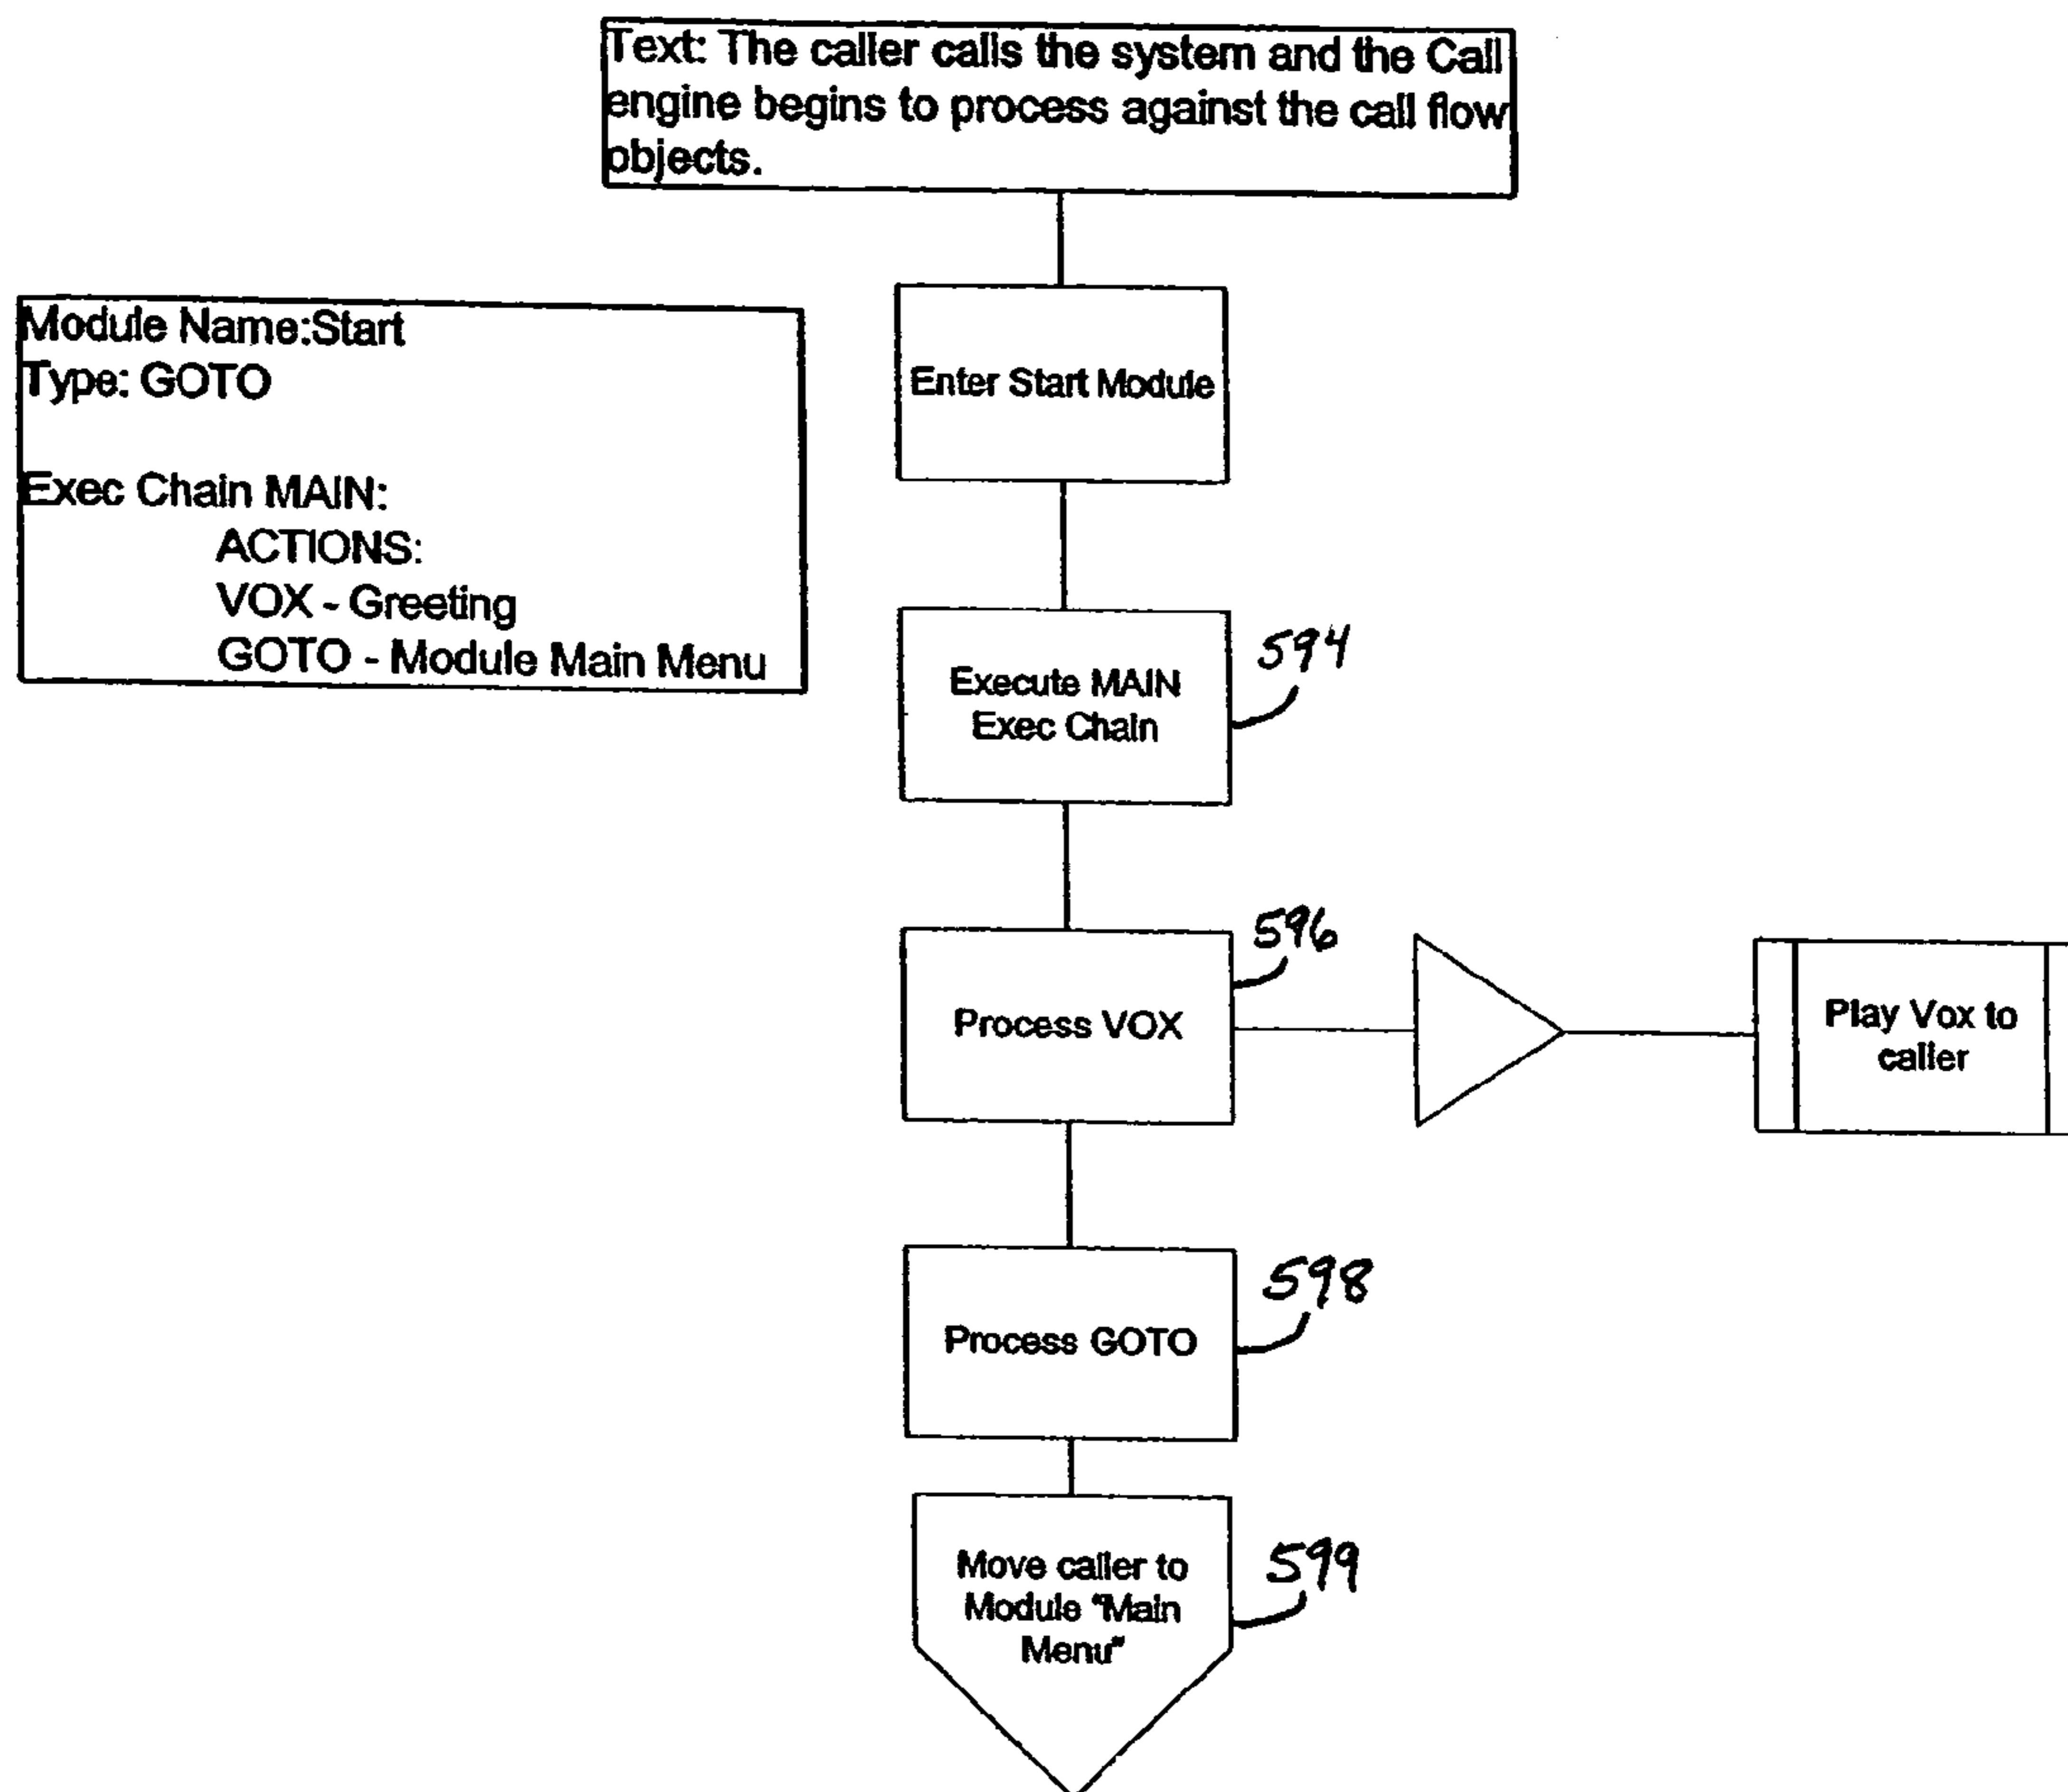 Text: The caller calls the system and the Call
engine begins to process against the call flow
objects.
Module Name:Start
Type: GOTO
Exec Chain MAIN:
ACTIONS:
VOX - Greeting
GOTO - Module Main Menu
Enter Start Module
Execute MAIN
Exec Chain
594
Process VOX
596
Play Vox to
caller
Process GOTO
598
Move caller to
Module "Main
Menu"
599